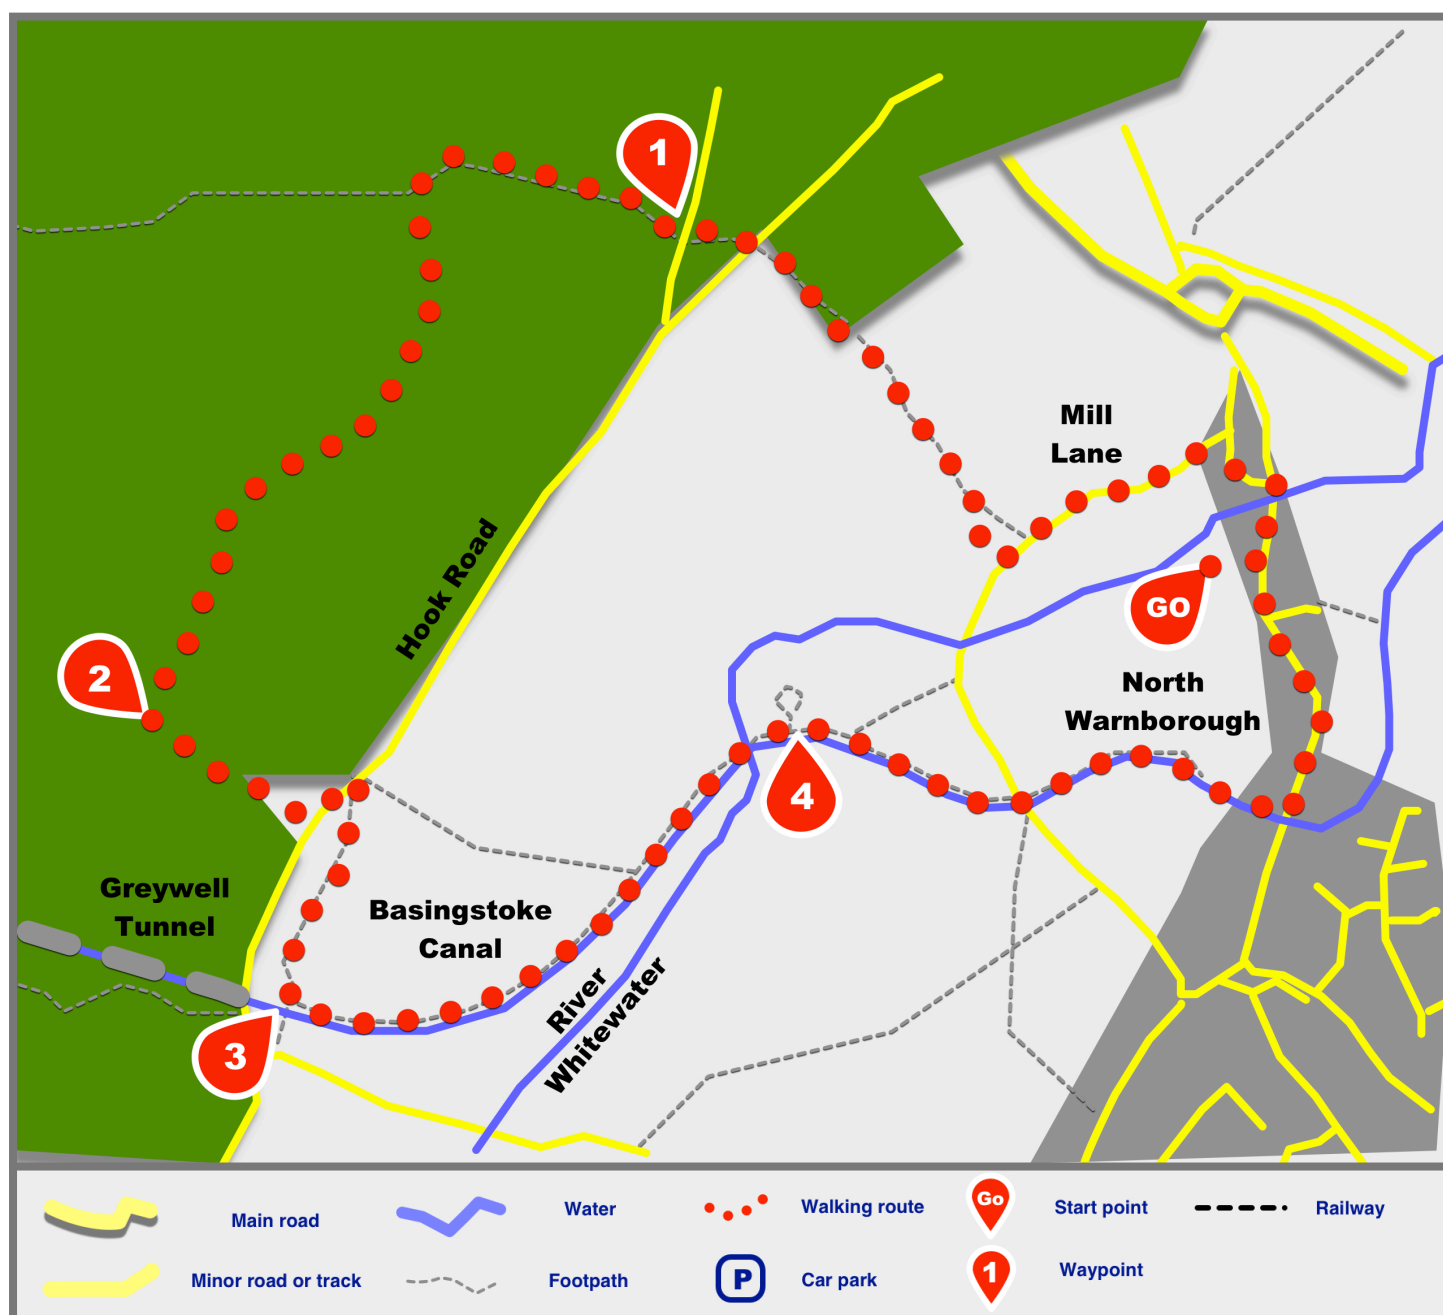 1
Mill
Lane
Hook Road
GO
2
North
Warnborough
4
Greywell
Tunnel
Basingstoke
Canal
River
Whitewater
3
Main road
Water
Walking route
Go
Start point
Railway
Minor road or track
Footpath
P
Car park
1
Waypoint